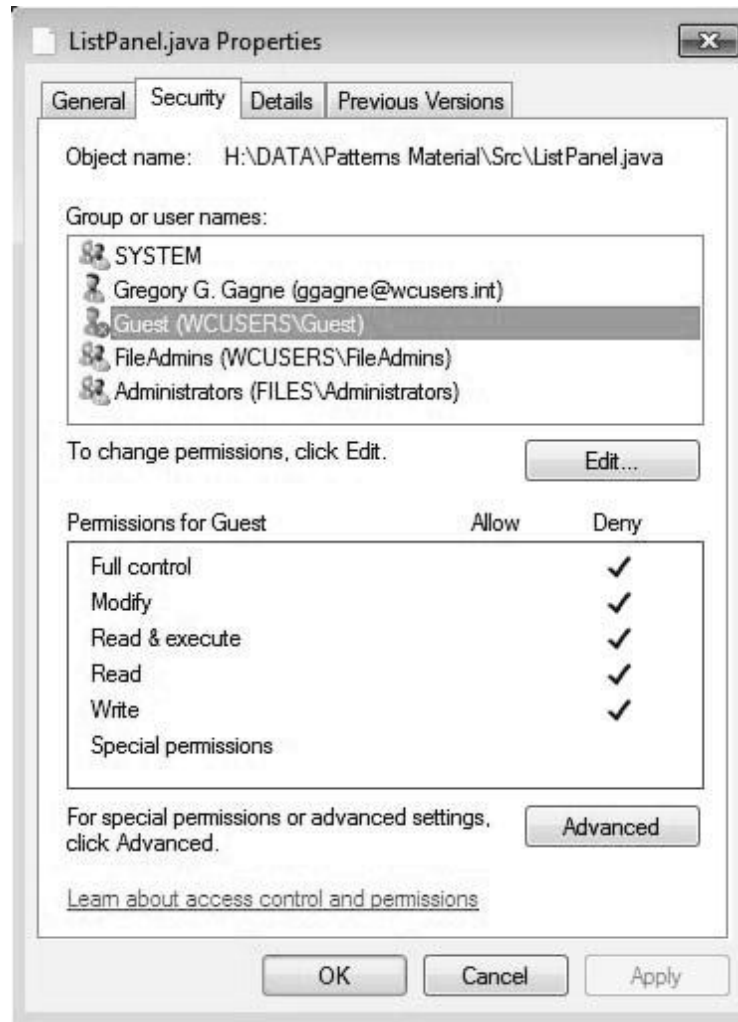 ListPanel.java Properties
General Security Details Previous Versions
Object name: H:\DATA\Patterns Material\Src\ListPanel.java
Group or user names:
SYSTEM
Gregory G. Gagne (ggagne@wcusers.int)
Guest (WCUSERS\Guest)
FileAdmins (WCUSERS\FileAdmins)
Administrators (FILES\Administrators)
To change permissions, click Edit. Edit...
Permissions for Guest Allow Deny
Full control
Modify
Read & execute
Read
Write
Special permissions
For special permissions or advanced settings,
click Advanced. Advanced
Learn about access control and permissions
OK Cancel Apply